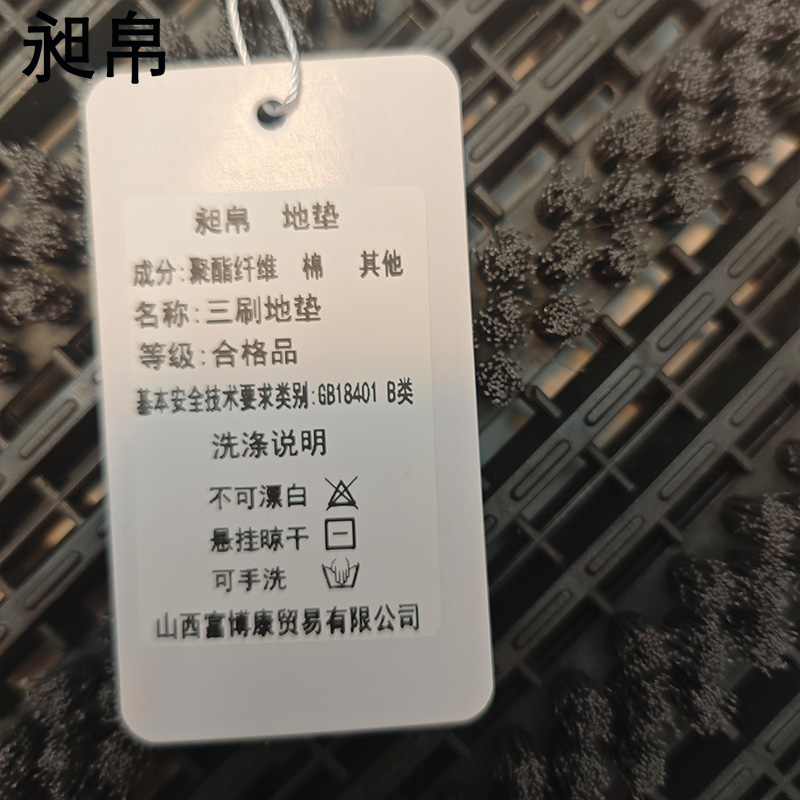 昶帛
昶帛 地垫
成分:聚酯纤维 棉 其他
名称:三刷地垫
等级:合格品
基本安全技术要求类别:GB18401 B类
洗涤说明
不可漂白
悬挂晾干
可手洗
山西富博康贸易有限公司